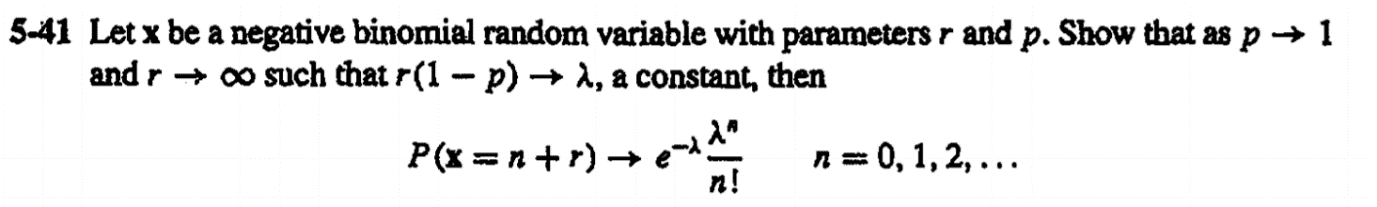 5-41 Let x be a negative binomial random variable with parameters r and p. Show that as p → 1
and r → ∞ such that r(1 − p) → λ, a constant, then
P(x = n + r) → e^{−λ} λ^n / n!     n = 0, 1, 2, ...